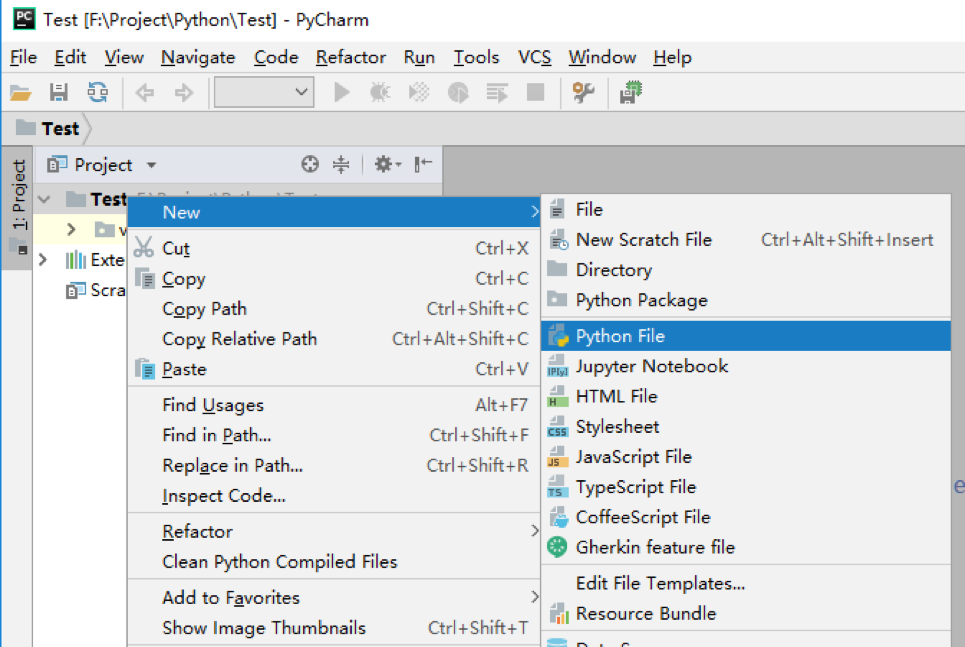 PC Test [F:\Project\Python\Test] - PyCharm
File Edit View Navigate Code Refactor Run Tools VCS Window Help
Test
1: Project
Project
Test
Exte
Scra
New
Cut Ctrl+X
Copy Ctrl+C
Copy Path Ctrl+Shift+C
Copy Relative Path Ctrl+Alt+Shift+C
Paste Ctrl+V
Find Usages Alt+F7
Find in Path... Ctrl+Shift+F
Replace in Path... Ctrl+Shift+R
Inspect Code...
Refactor
Clean Python Compiled Files
Add to Favorites
Show Image Thumbnails Ctrl+Shift+T
File
New Scratch File Ctrl+Alt+Shift+Insert
Directory
Python Package
Python File
IP[y] Jupyter Notebook
H HTML File
CSS Stylesheet
JS JavaScript File
TS TypeScript File
CoffeeScript File
Gherkin feature file
Edit File Templates...
Resource Bundle
e